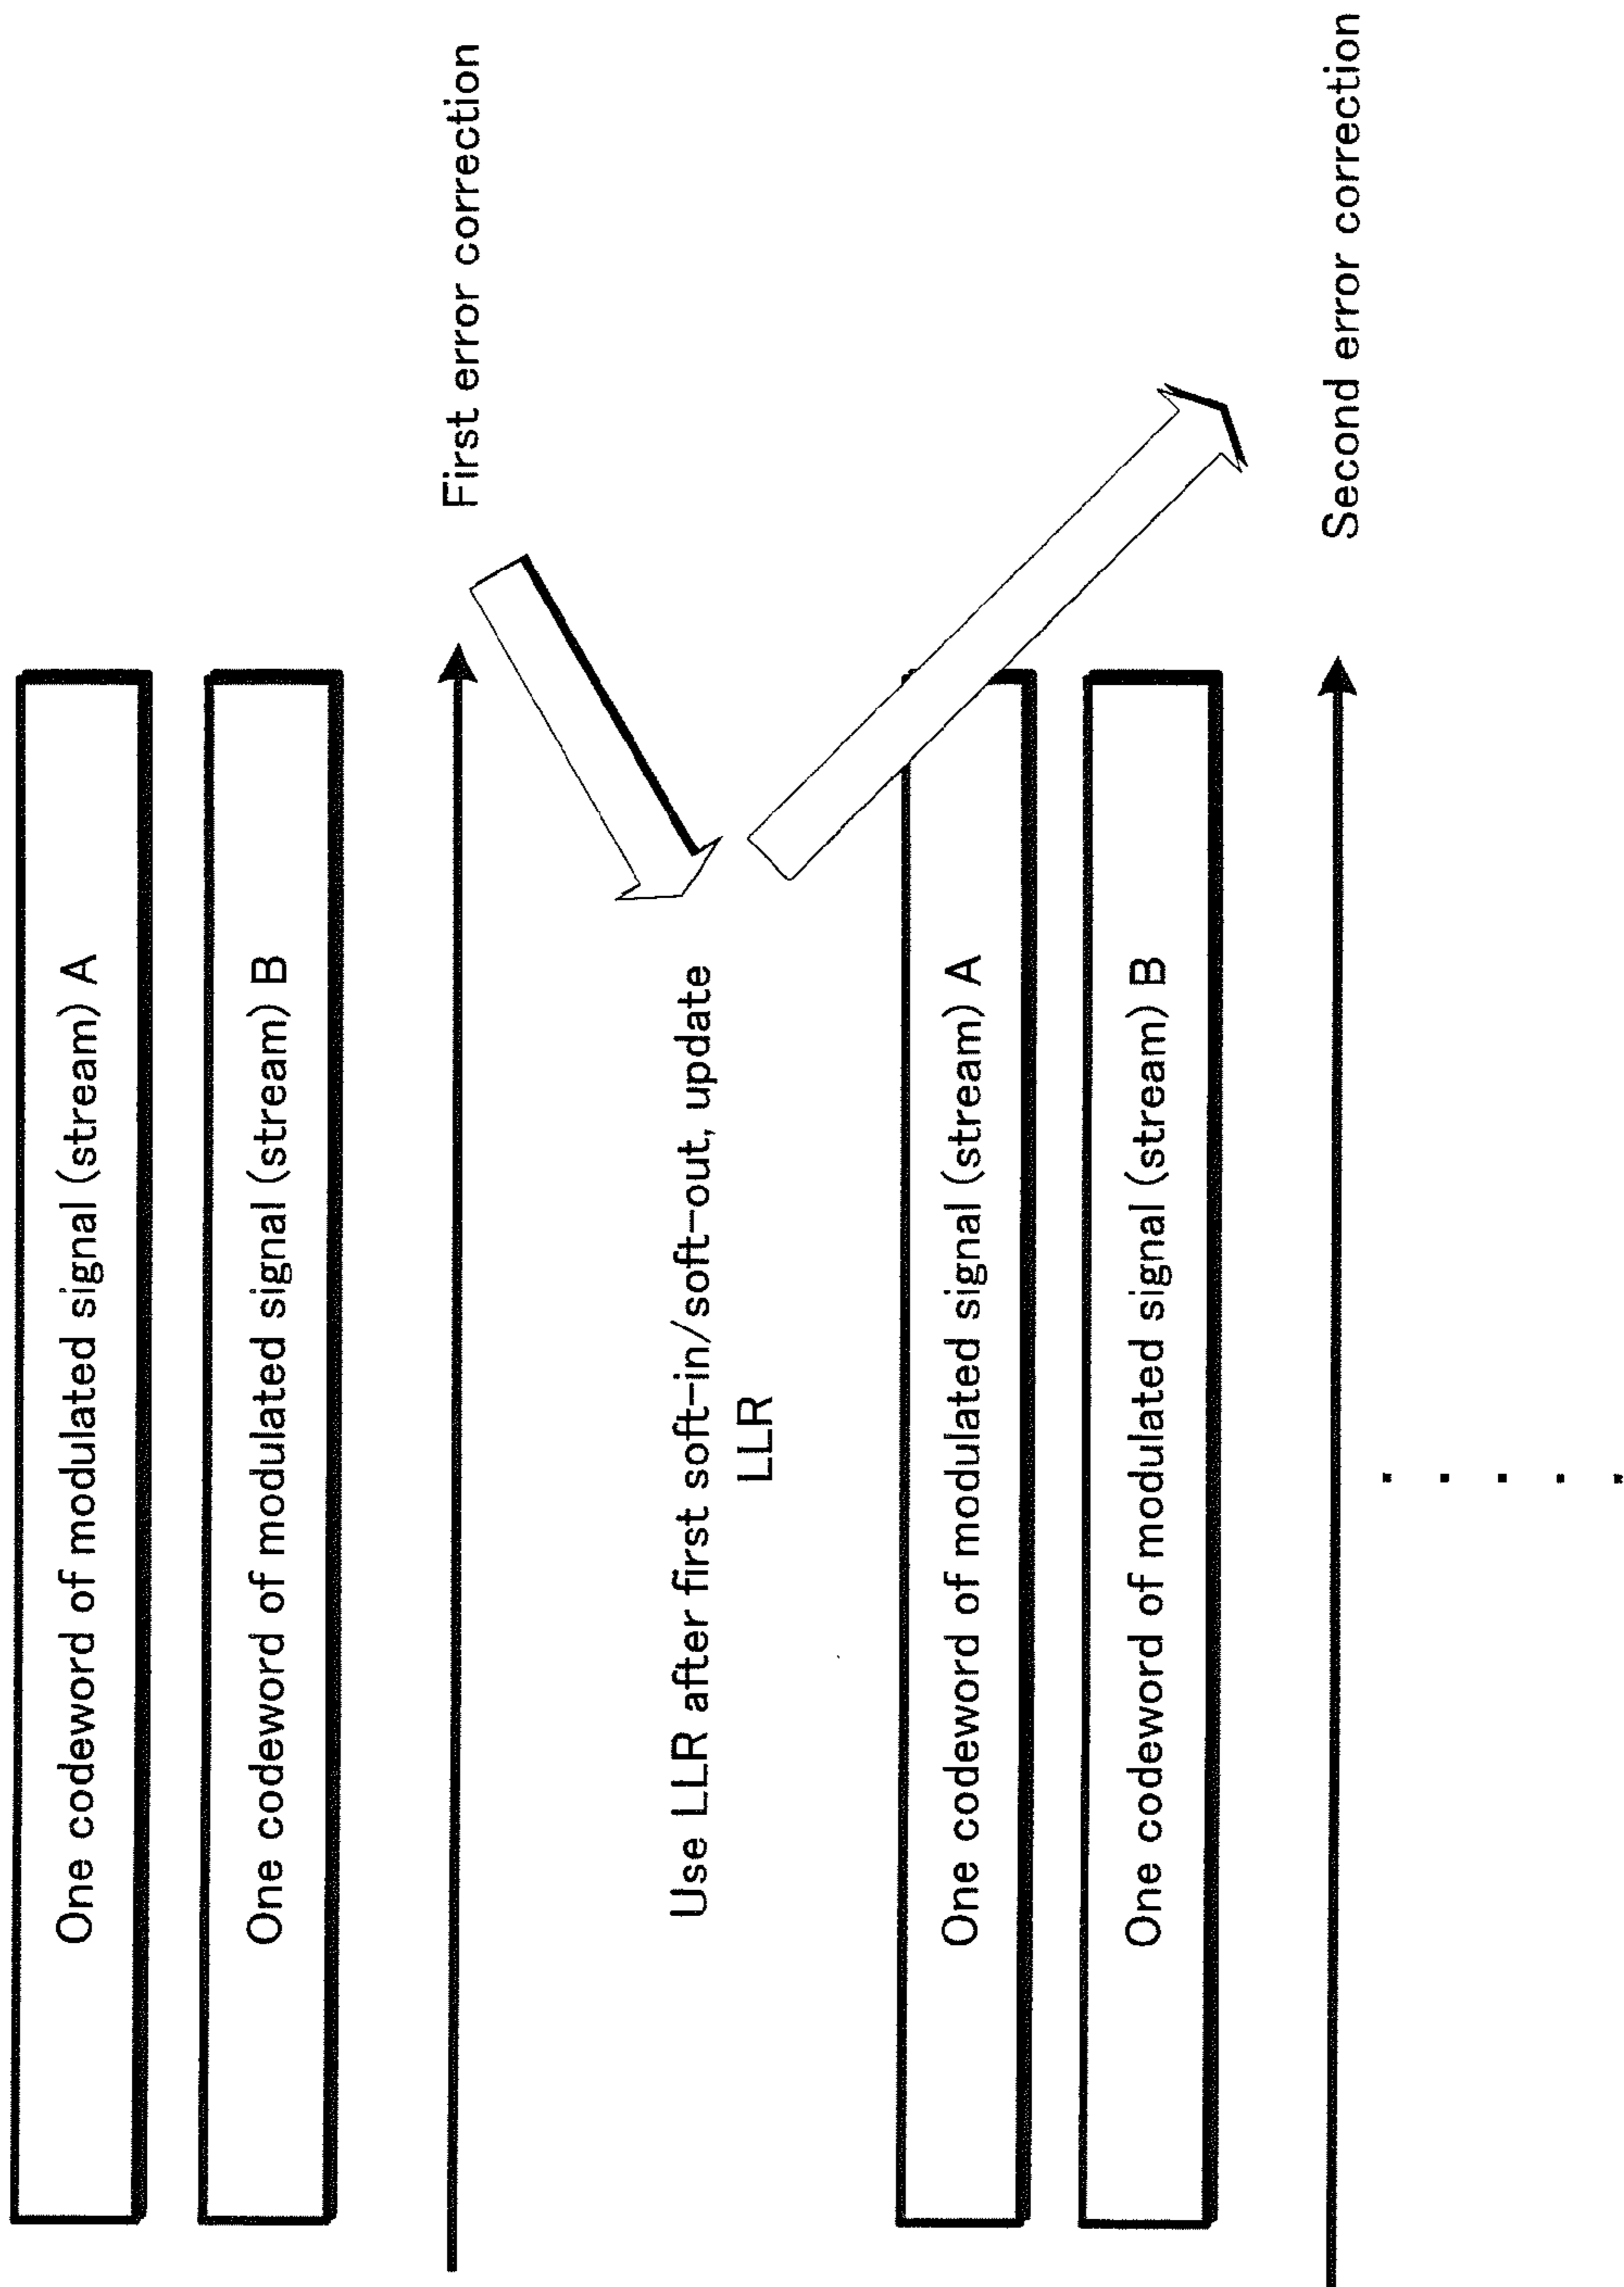 One codeword of modulated signal (stream) A
One codeword of modulated signal (stream) B
First error correction
Use LLR after first soft-in/soft-out, update
LLR
One codeword of modulated signal (stream) A
One codeword of modulated signal (stream) B
Second error correction